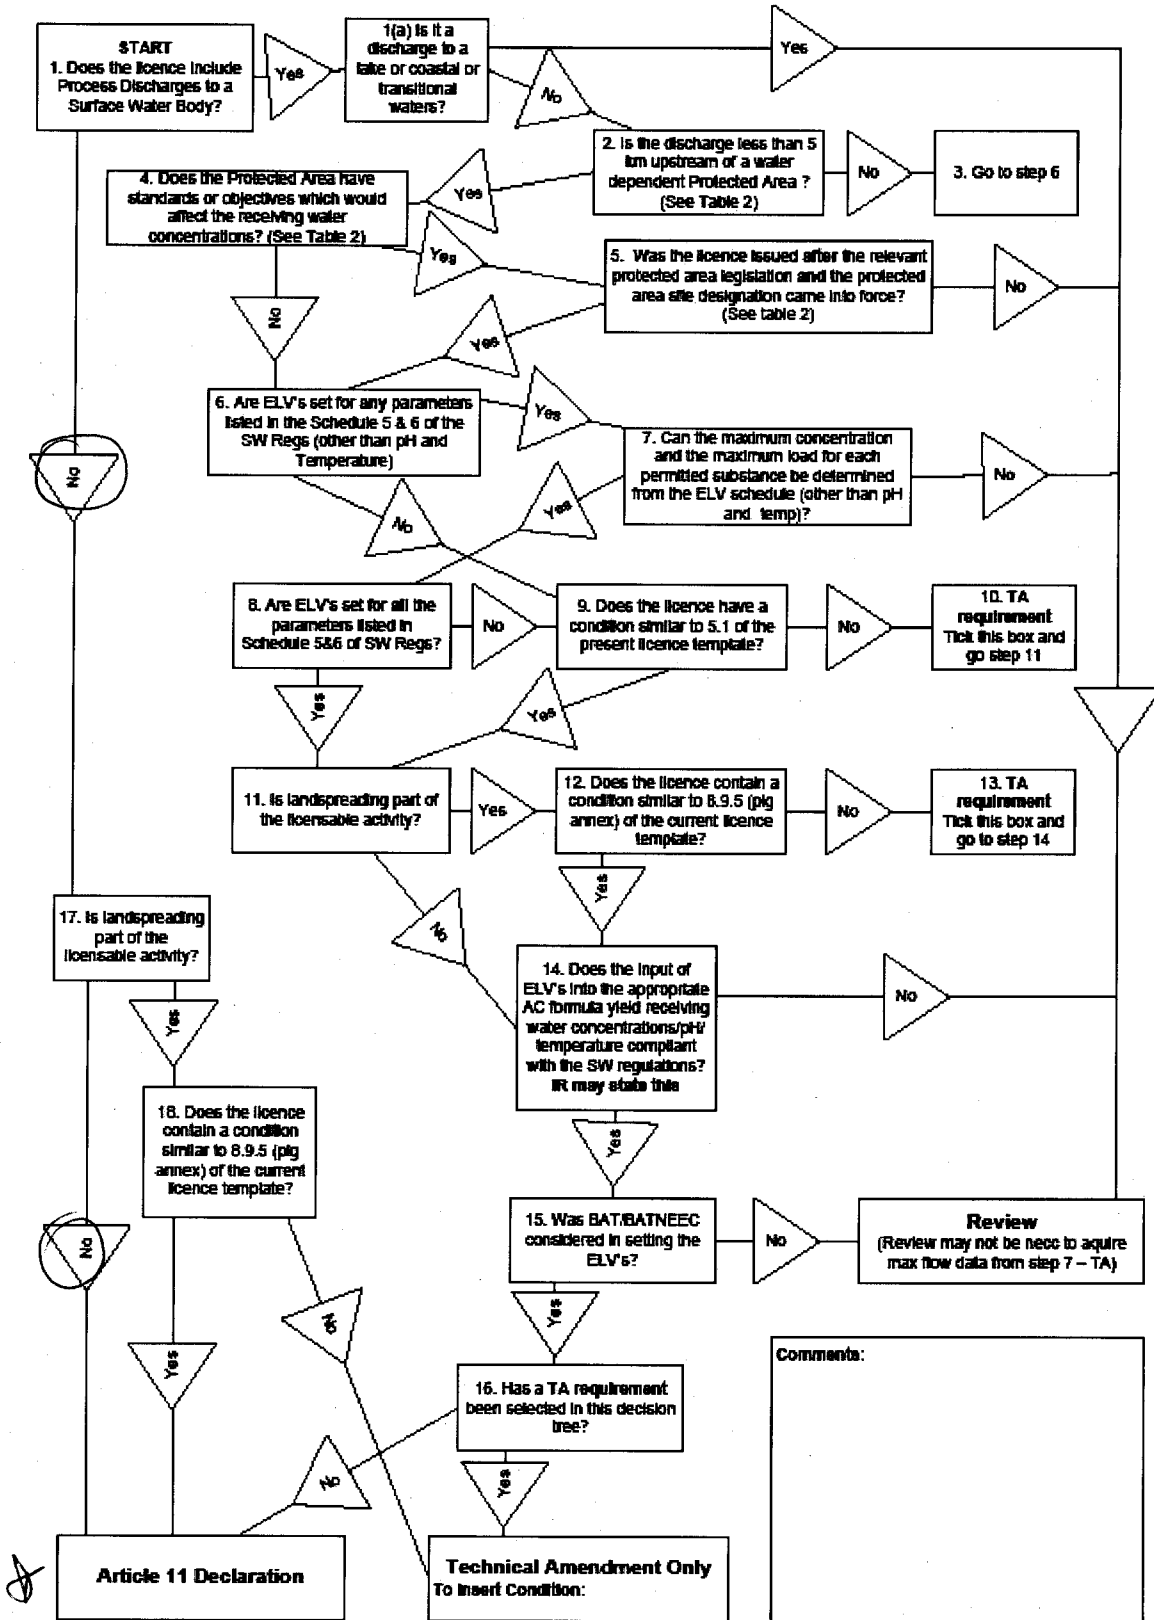 START
1. Does the licence include
Process Discharges to a
Surface Water Body?
Yes
1(a) Is it a
discharge to a
lake or coastal or
transitional
waters?
Yes
No
2. Is the discharge less than 5
km upstream of a water
dependent Protected Area ?
(See Table 2)
No
3. Go to step 6
Yes
4. Does the Protected Area have
standards or objectives which would
affect the receiving water
concentrations? (See Table 2)
Yes
5. Was the licence issued after the relevant
protected area legislation and the protected
area site designation came into force?
(See table 2)
No
No
Yes
6. Are ELV's set for any parameters
listed in the Schedule 5 & 6 of the
SW Regs (other than pH and
Temperature)
Yes
7. Can the maximum concentration
and the maximum load for each
permitted substance be determined
from the ELV schedule (other than pH
and temp)?
No
No
No
Yes
8. Are ELV's set for all the
parameters listed in
Schedule 5&6 of SW Regs?
No
9. Does the licence have a
condition similar to 5.1 of the
present licence template?
No
10. TA
requirement
Tick this box and
go step 11
Yes
Yes
11. Is landspreading part of
the licensable activity?
Yes
12. Does the licence contain a
condition similar to 8.9.5 (pig
annex) of the current licence
template?
No
13. TA
requirement
Tick this box and
go to step 14
Yes
No
17. Is landspreading
part of the
licensable activity?
14. Does the input of
ELV's into the appropriate
AC formula yield receiving
water concentrations/pH/
temperature compliant
with the SW regulations?
IR may state this
No
Yes
18. Does the licence
contain a condition
similar to 8.9.5 (pig
annex) of the current
licence template?
Yes
No
15. Was BAT/BATNEEC
considered in setting the
ELV's?
No
Review
(Review may not be necc to aquire
max flow data from step 7 – TA)
No
Yes
Yes
16. Has a TA requirement
been selected in this decision
tree?
Comments:
No
Yes
Article 11 Declaration
Technical Amendment Only
To Insert Condition: